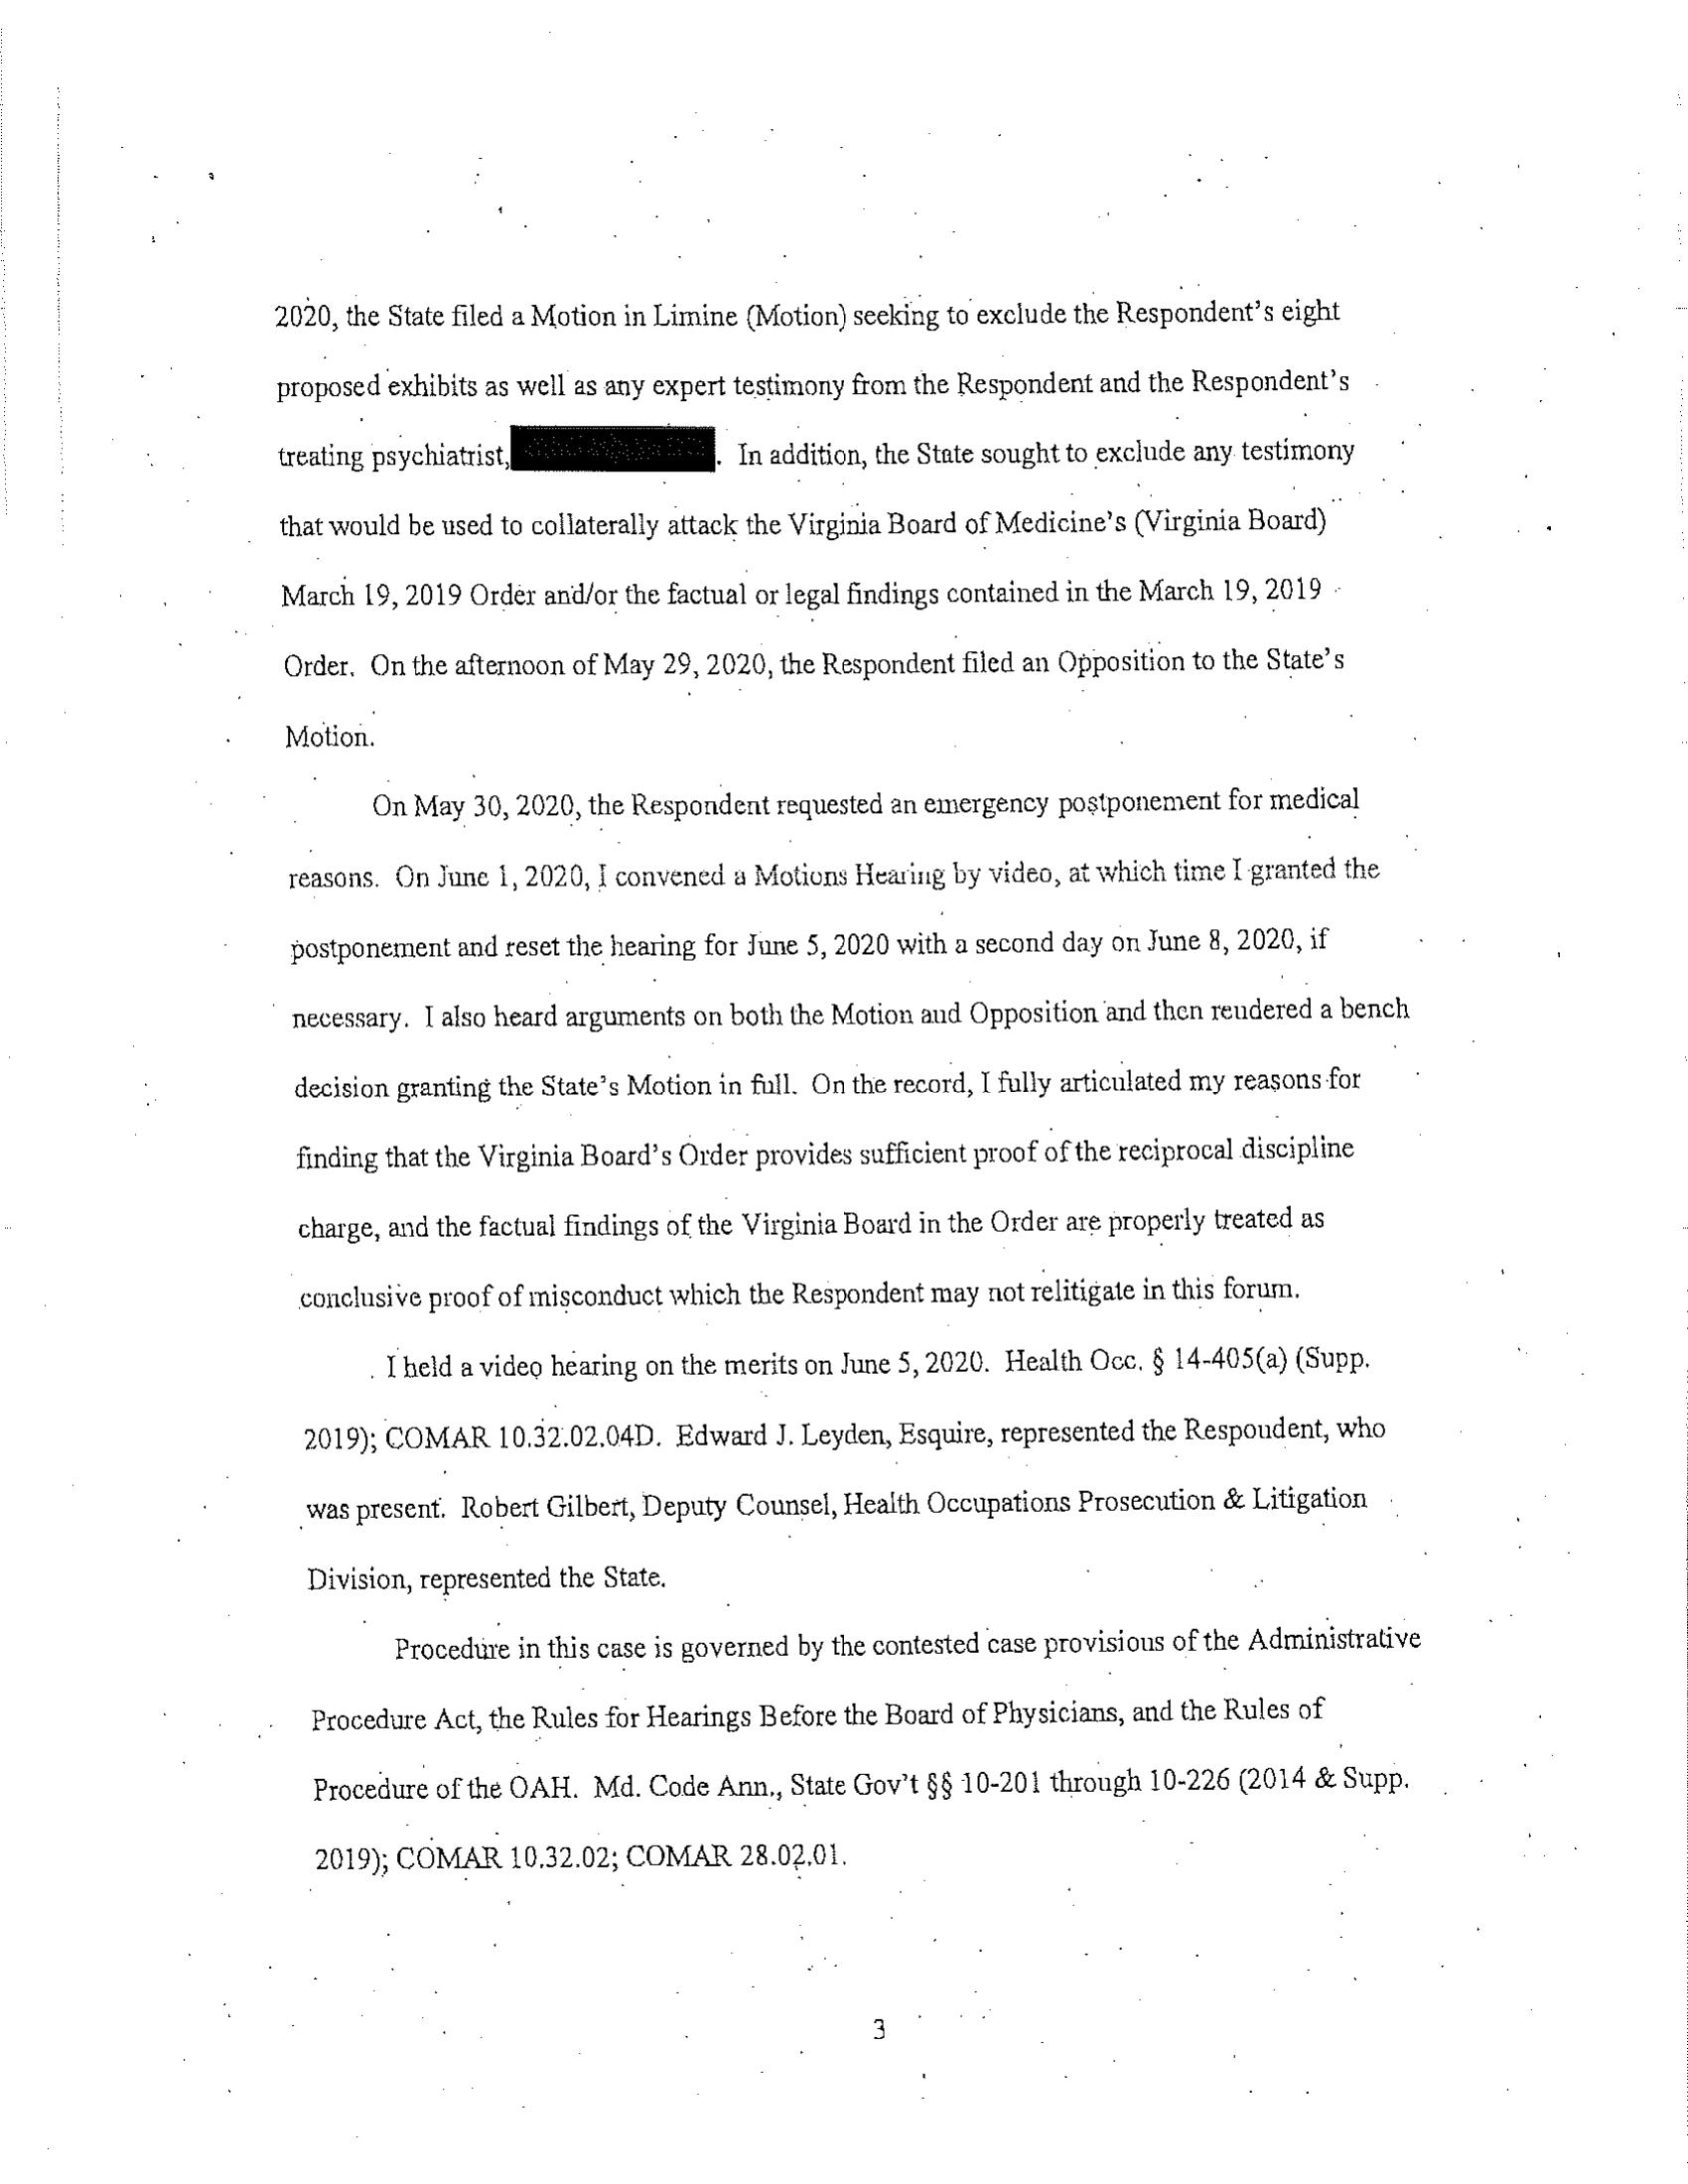 2020, the State filed a Motion in Limine (Motion) seeking to exclude the Respondent's eight
proposed exhibits as well as any expert testimony from the Respondent and the Respondent's
treating psychiatrist, . In addition, the State sought to exclude any testimony
that would be used to collaterally attack the Virginia Board of Medicine's (Virginia Board)
March 19, 2019 Order and/or the factual or legal findings contained in the March 19, 2019
Order. On the afternoon of May 29, 2020, the Respondent filed an Opposition to the State's
Motion.
On May 30, 2020, the Respondent requested an emergency postponement for medical
reasons. On June 1, 2020, I convened a Motions Hearing by video, at which time I granted the
postponement and reset the hearing for June 5, 2020 with a second day on June 8, 2020, if
necessary. I also heard arguments on both the Motion and Opposition and then rendered a bench
decision granting the State's Motion in full. On the record, I fully articulated my reasons for
finding that the Virginia Board's Order provides sufficient proof of the reciprocal discipline
charge, and the factual findings of the Virginia Board in the Order are properly treated as
conclusive proof of misconduct which the Respondent may not relitigate in this forum.
I held a video hearing on the merits on June 5, 2020. Health Occ. § 14-405(a) (Supp.
2019); COMAR 10.32.02.04D. Edward J. Leyden, Esquire, represented the Respondent, who
was present. Robert Gilbert, Deputy Counsel, Health Occupations Prosecution & Litigation
Division, represented the State.
Procedure in this case is governed by the contested case provisions of the Administrative
Procedure Act, the Rules for Hearings Before the Board of Physicians, and the Rules of
Procedure of the OAH. Md. Code Ann., State Gov't §§ 10-201 through 10-226 (2014 & Supp.
2019); COMAR 10.32.02; COMAR 28.02.01.
3